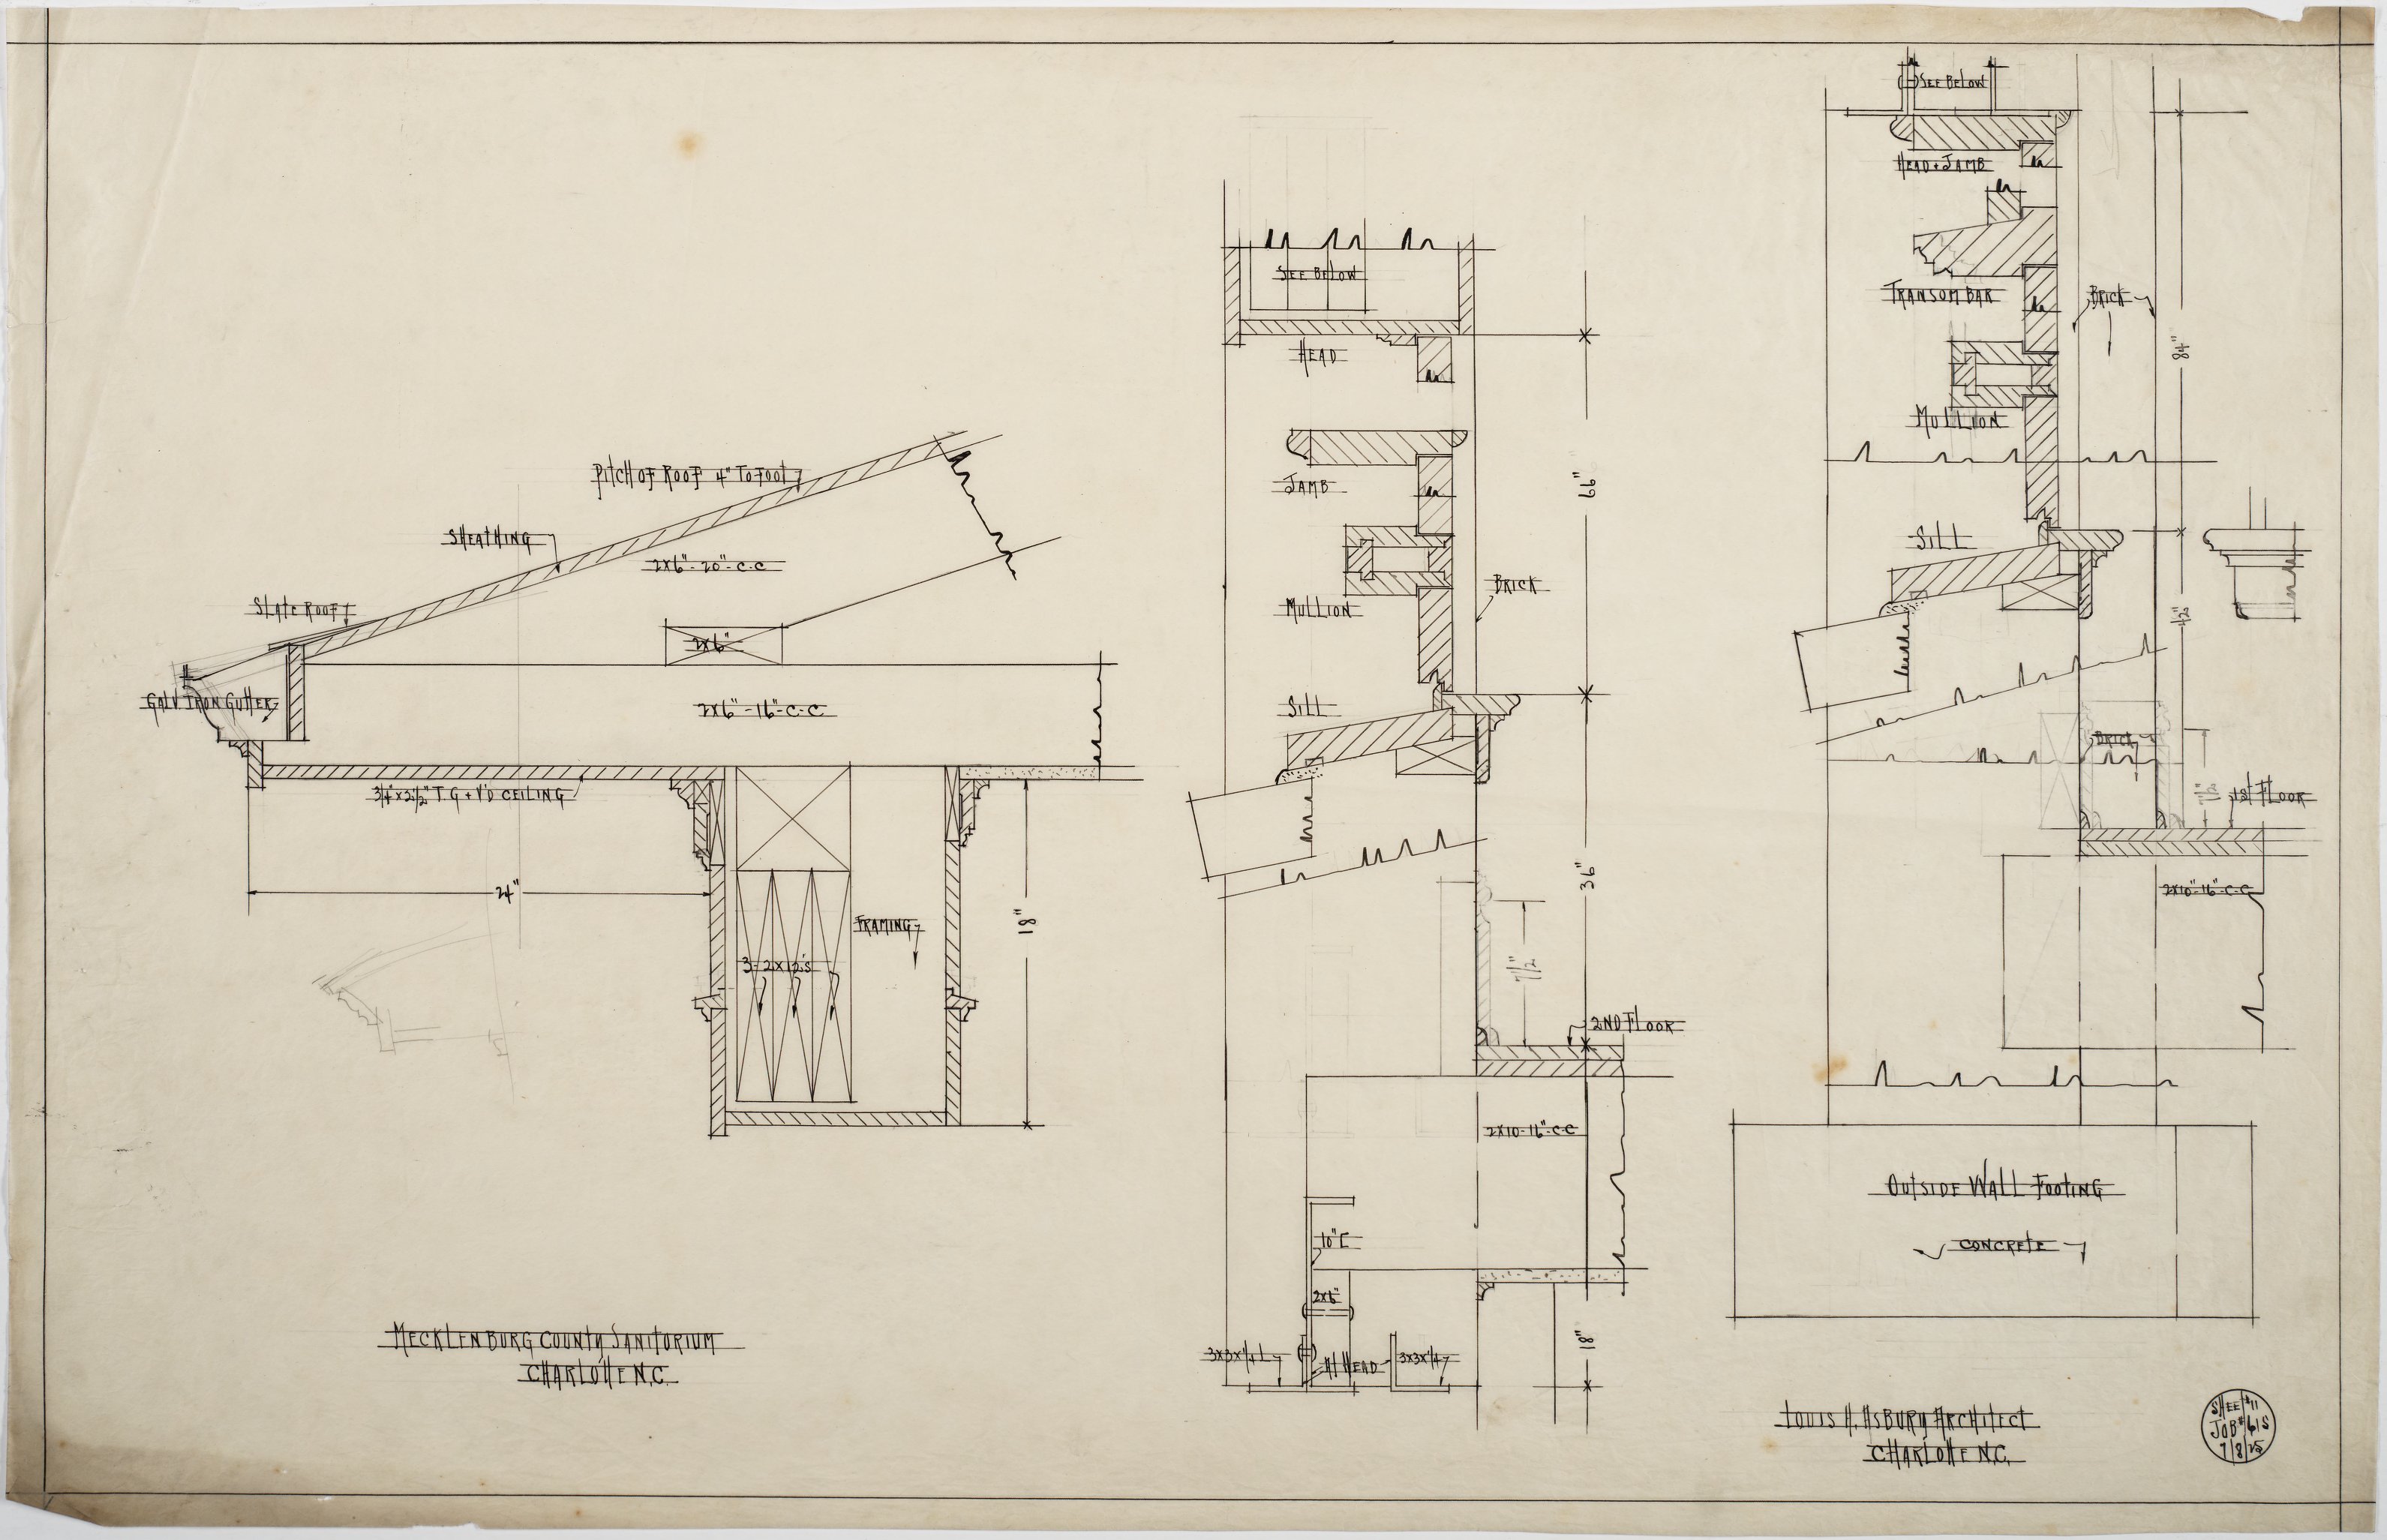 PITCH OF ROOF 4" TO FOOT
SHEATHING
2X6"-20"-C-C
SLATE ROOF
2X6"
GALV. IRON GUTTER
2X6"-16"-C-C
3/4"X2 1/2" T.G + V'D CEILING
24"
FRAMING
18"
3-2X12'S
MECKLENBURG COUNTY SANITORIUM
CHARLOTTE N.C.
SEE BELOW
HEAD
JAMB
66"
BRICK
MULLION
SILL
36"
7 1/2"
2ND FLOOR
2X10-16"-C-C
10" C
2X6"
3X3X1/4 L
AT HEAD
3X3X1/4
18"
SEE BELOW
HEAD + JAMB
TRANSOM BAR
BRICK
84"
MULLION
SILL
42"
BRICK
7 1/2"
1ST FLOOR
2X10"-16"-C-C
OUTSIDE WALL FOOTING
CONCRETE
LOUIS H. ASBURY ARCHITECT
CHARLOTTE N.C.
SHEET #11
JOB #615
7/8/25